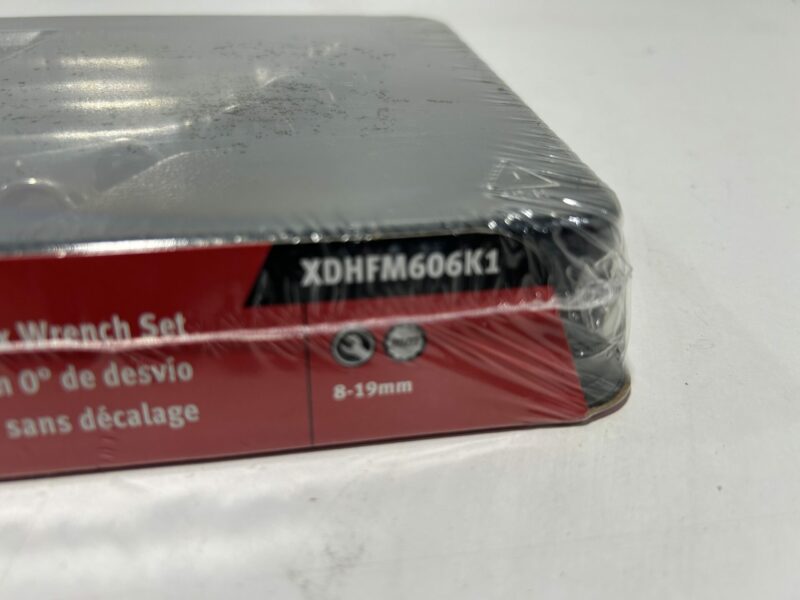 XDHFM606K1
Wrench Set
0° de desvio
sans décalage
8-19mm